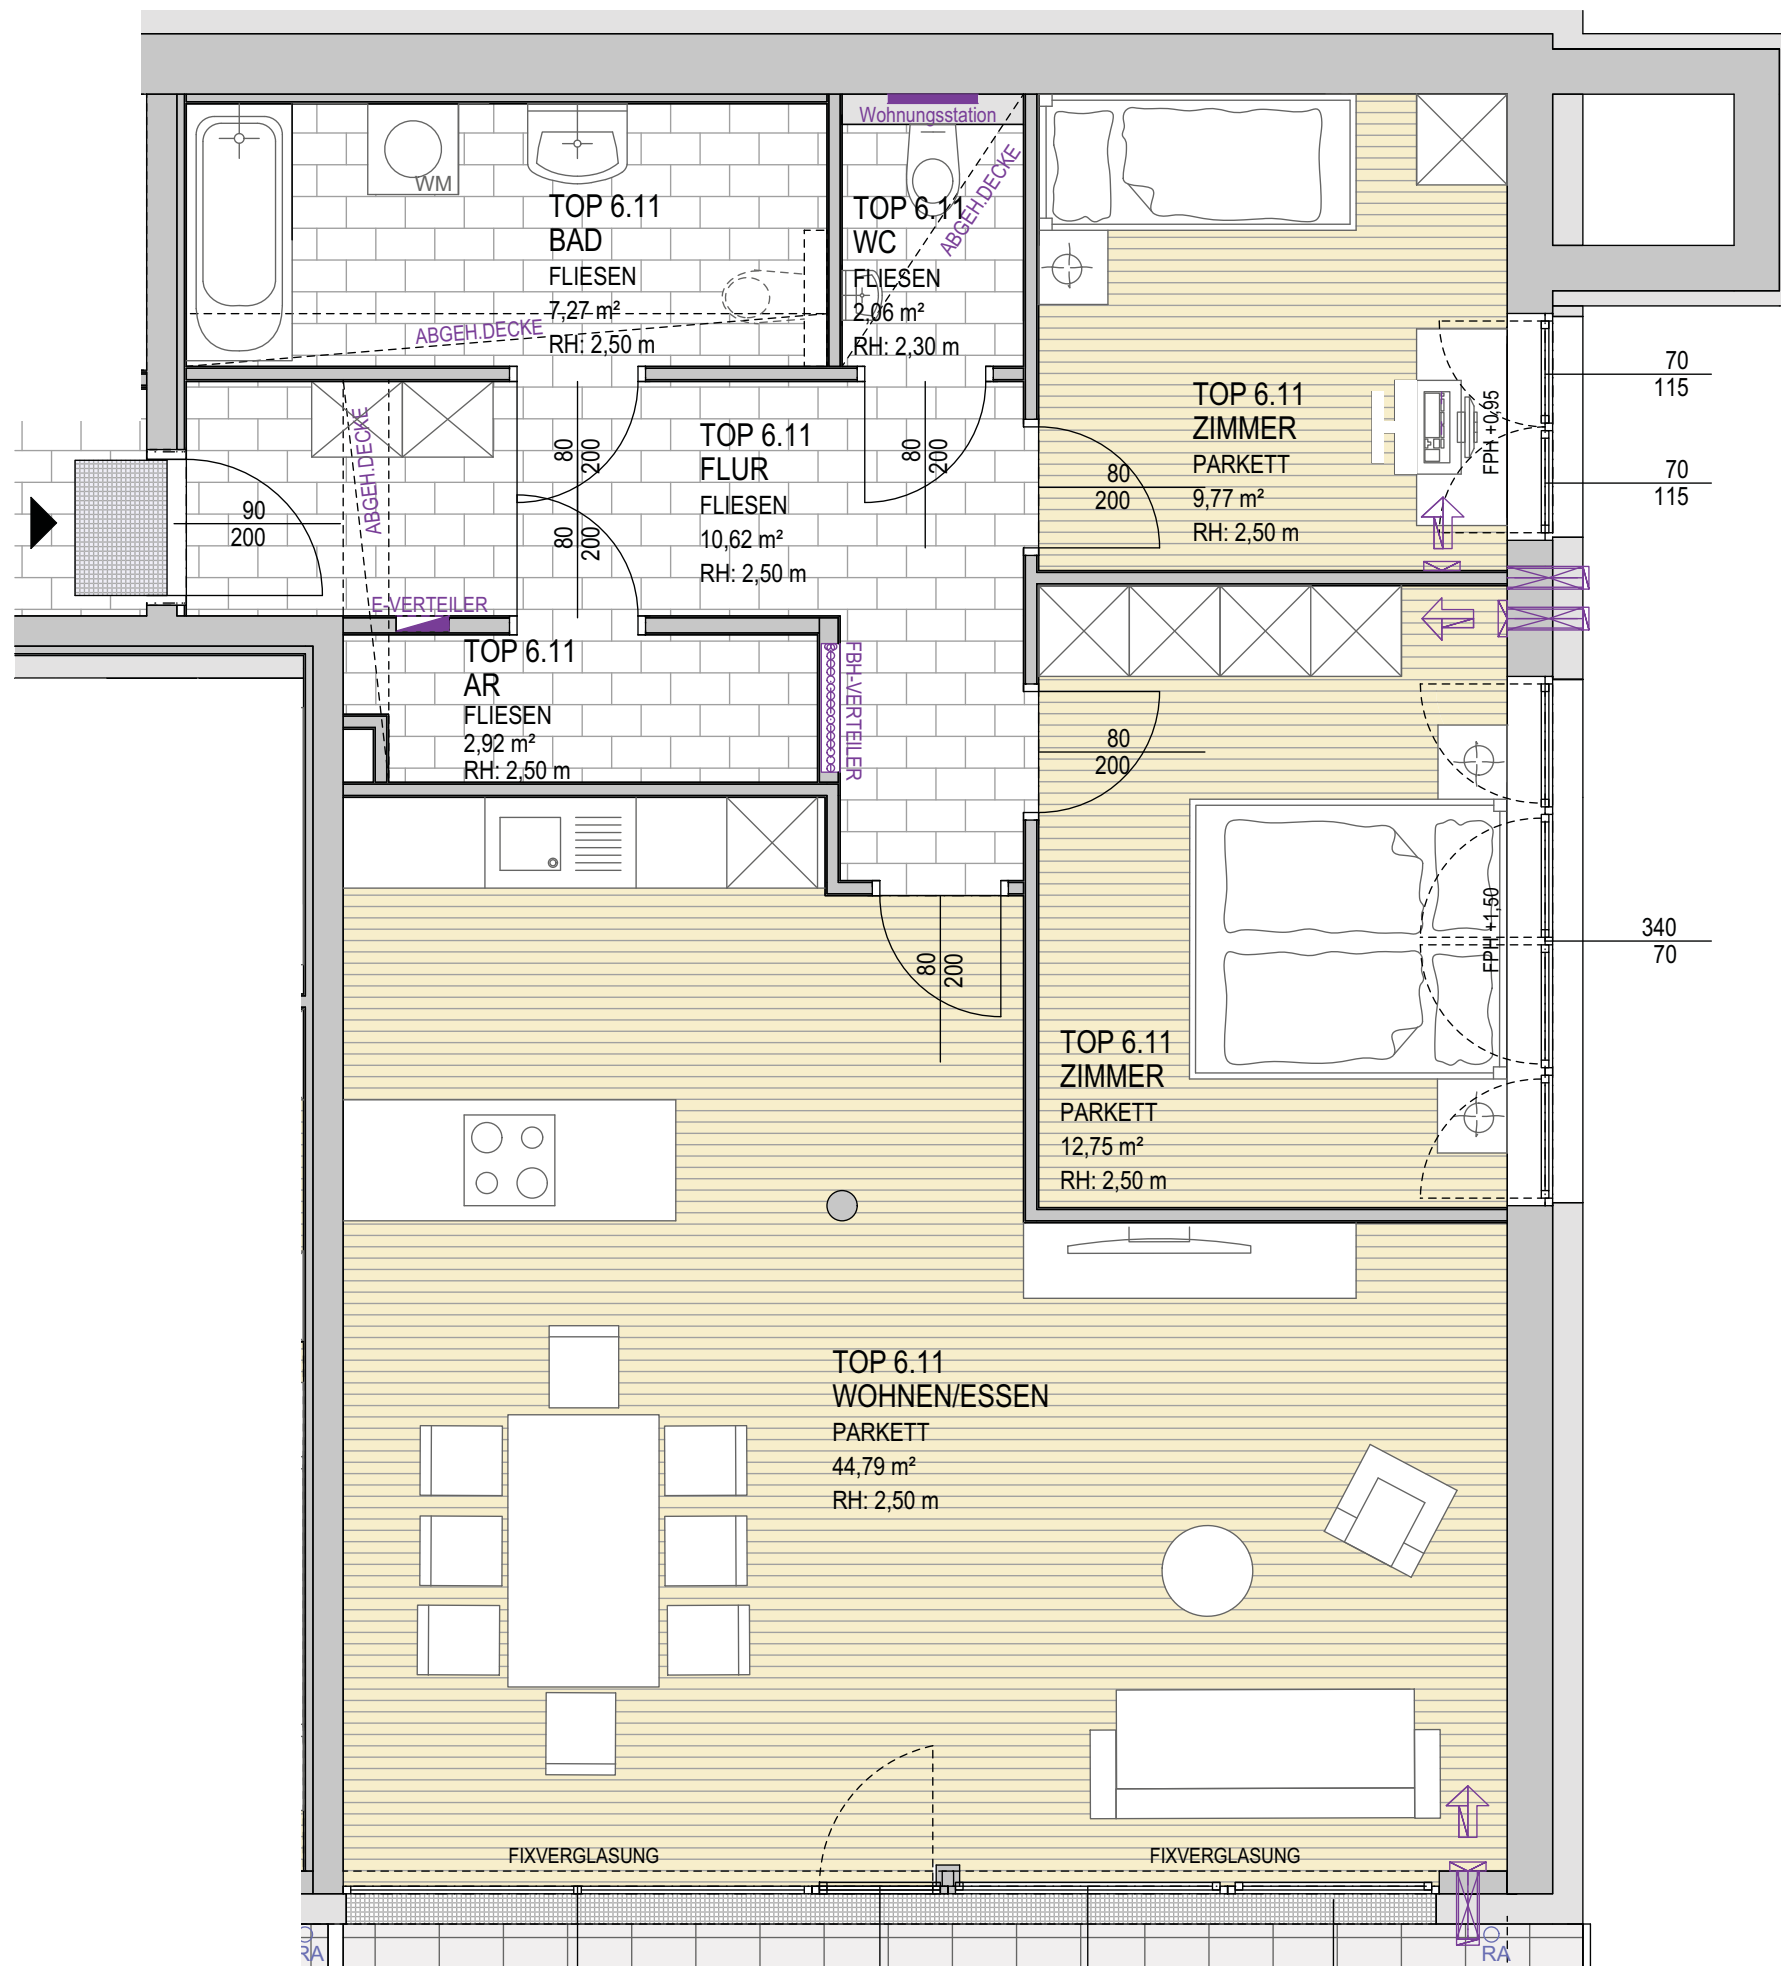 Wohnungsstation
WM
TOP 6.11
BAD
FLIESEN
7,27 m²
RH: 2,50 m
ABGEH.DECKE
TOP 6.11
WC
FLIESEN
2,06 m²
RH: 2,30 m
ABGEH.DECKE
TOP 6.11
ZIMMER
PARKETT
9,77 m²
RH: 2,50 m
FPH +0,95
70
115
70
115
80
200
TOP 6.11
FLUR
FLIESEN
10,62 m²
RH: 2,50 m
80
200
80
200
80
200
90
200
ABGEH.DECKE
E-VERTEILER
TOP 6.11
AR
FLIESEN
2,92 m²
RH: 2,50 m
FBH-VERTEILER
80
200
80
200
FPH +1,50
340
70
TOP 6.11
ZIMMER
PARKETT
12,75 m²
RH: 2,50 m
TOP 6.11
WOHNEN/ESSEN
PARKETT
44,79 m²
RH: 2,50 m
FIXVERGLASUNG
FIXVERGLASUNG
RA
RA